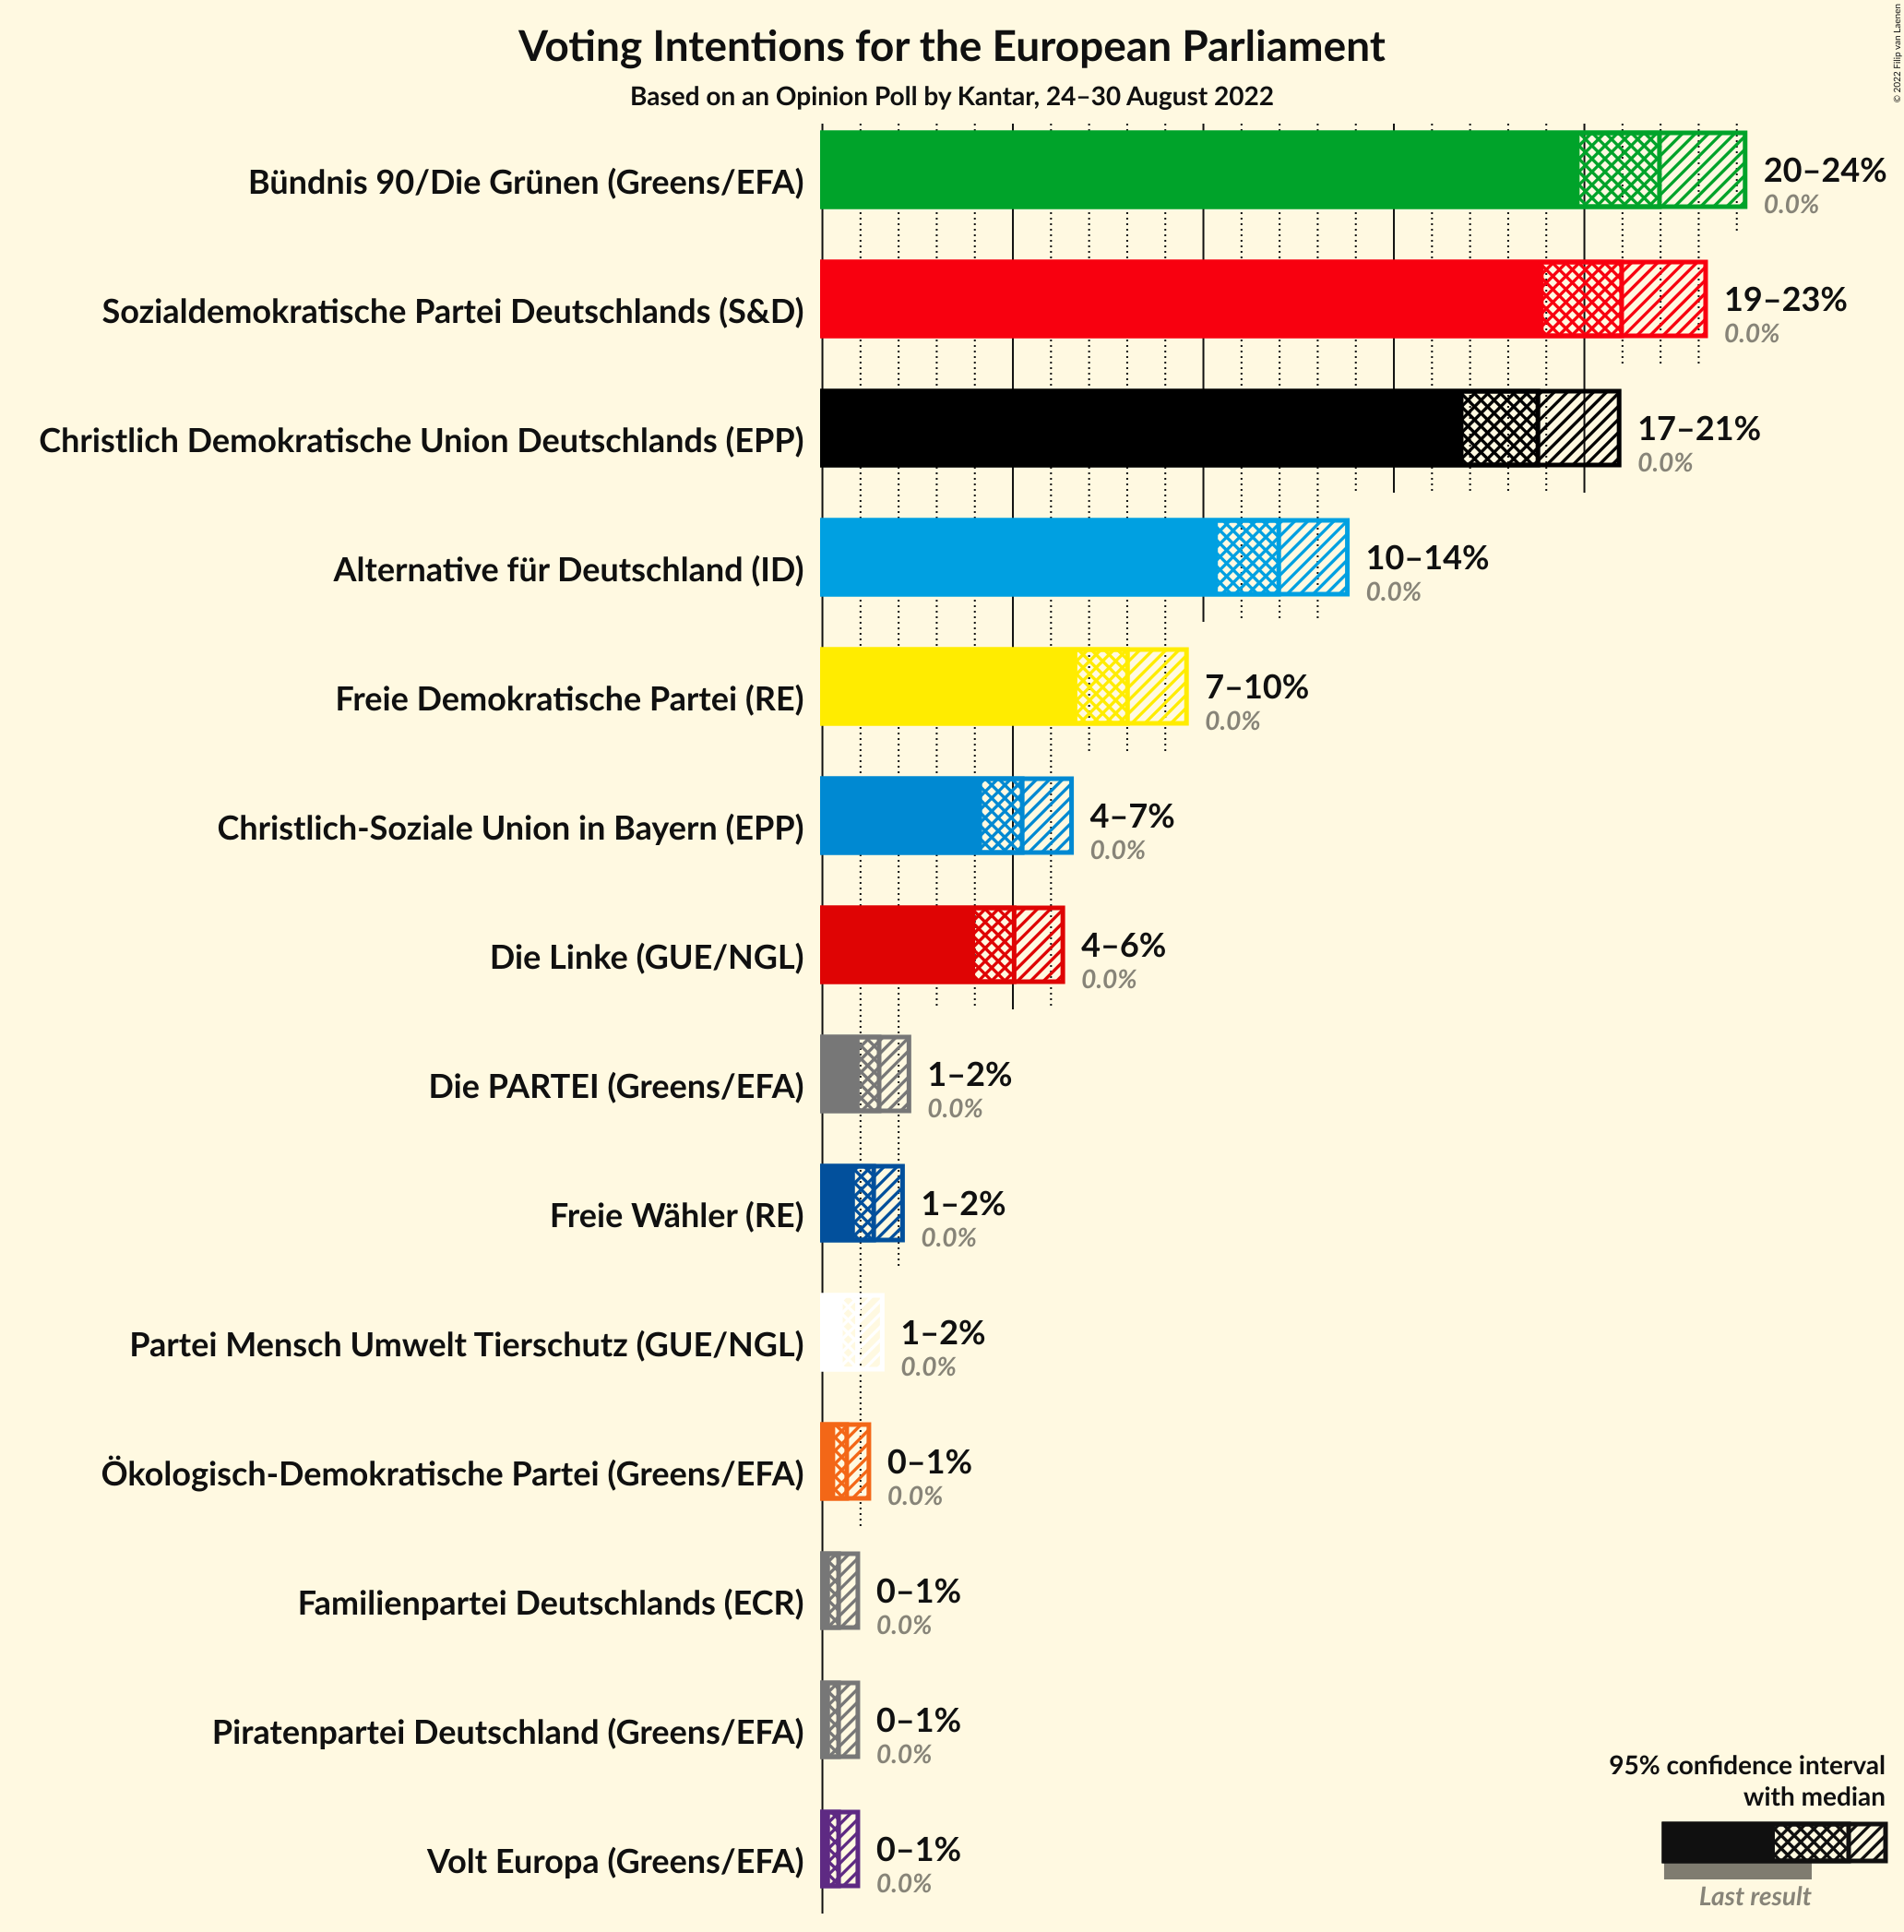 Voting Intentions for the European Parliament
Based on an Opinion Poll by Kantar, 24–30 August 2022
© 2022 Filip van Laenen
Bündnis 90/Die Grünen (Greens/EFA)
20–24%
0.0%
Sozialdemokratische Partei Deutschlands (S&D)
19–23%
0.0%
Christlich Demokratische Union Deutschlands (EPP)
17–21%
0.0%
Alternative für Deutschland (ID)
10–14%
0.0%
Freie Demokratische Partei (RE)
7–10%
0.0%
Christlich-Soziale Union in Bayern (EPP)
4–7%
0.0%
Die Linke (GUE/NGL)
4–6%
0.0%
Die PARTEI (Greens/EFA)
1–2%
0.0%
Freie Wähler (RE)
1–2%
0.0%
Partei Mensch Umwelt Tierschutz (GUE/NGL)
1–2%
0.0%
Ökologisch-Demokratische Partei (Greens/EFA)
0–1%
0.0%
Familienpartei Deutschlands (ECR)
0–1%
0.0%
Piratenpartei Deutschland (Greens/EFA)
0–1%
0.0%
Volt Europa (Greens/EFA)
0–1%
0.0%
95% confidence interval
with median
Last result